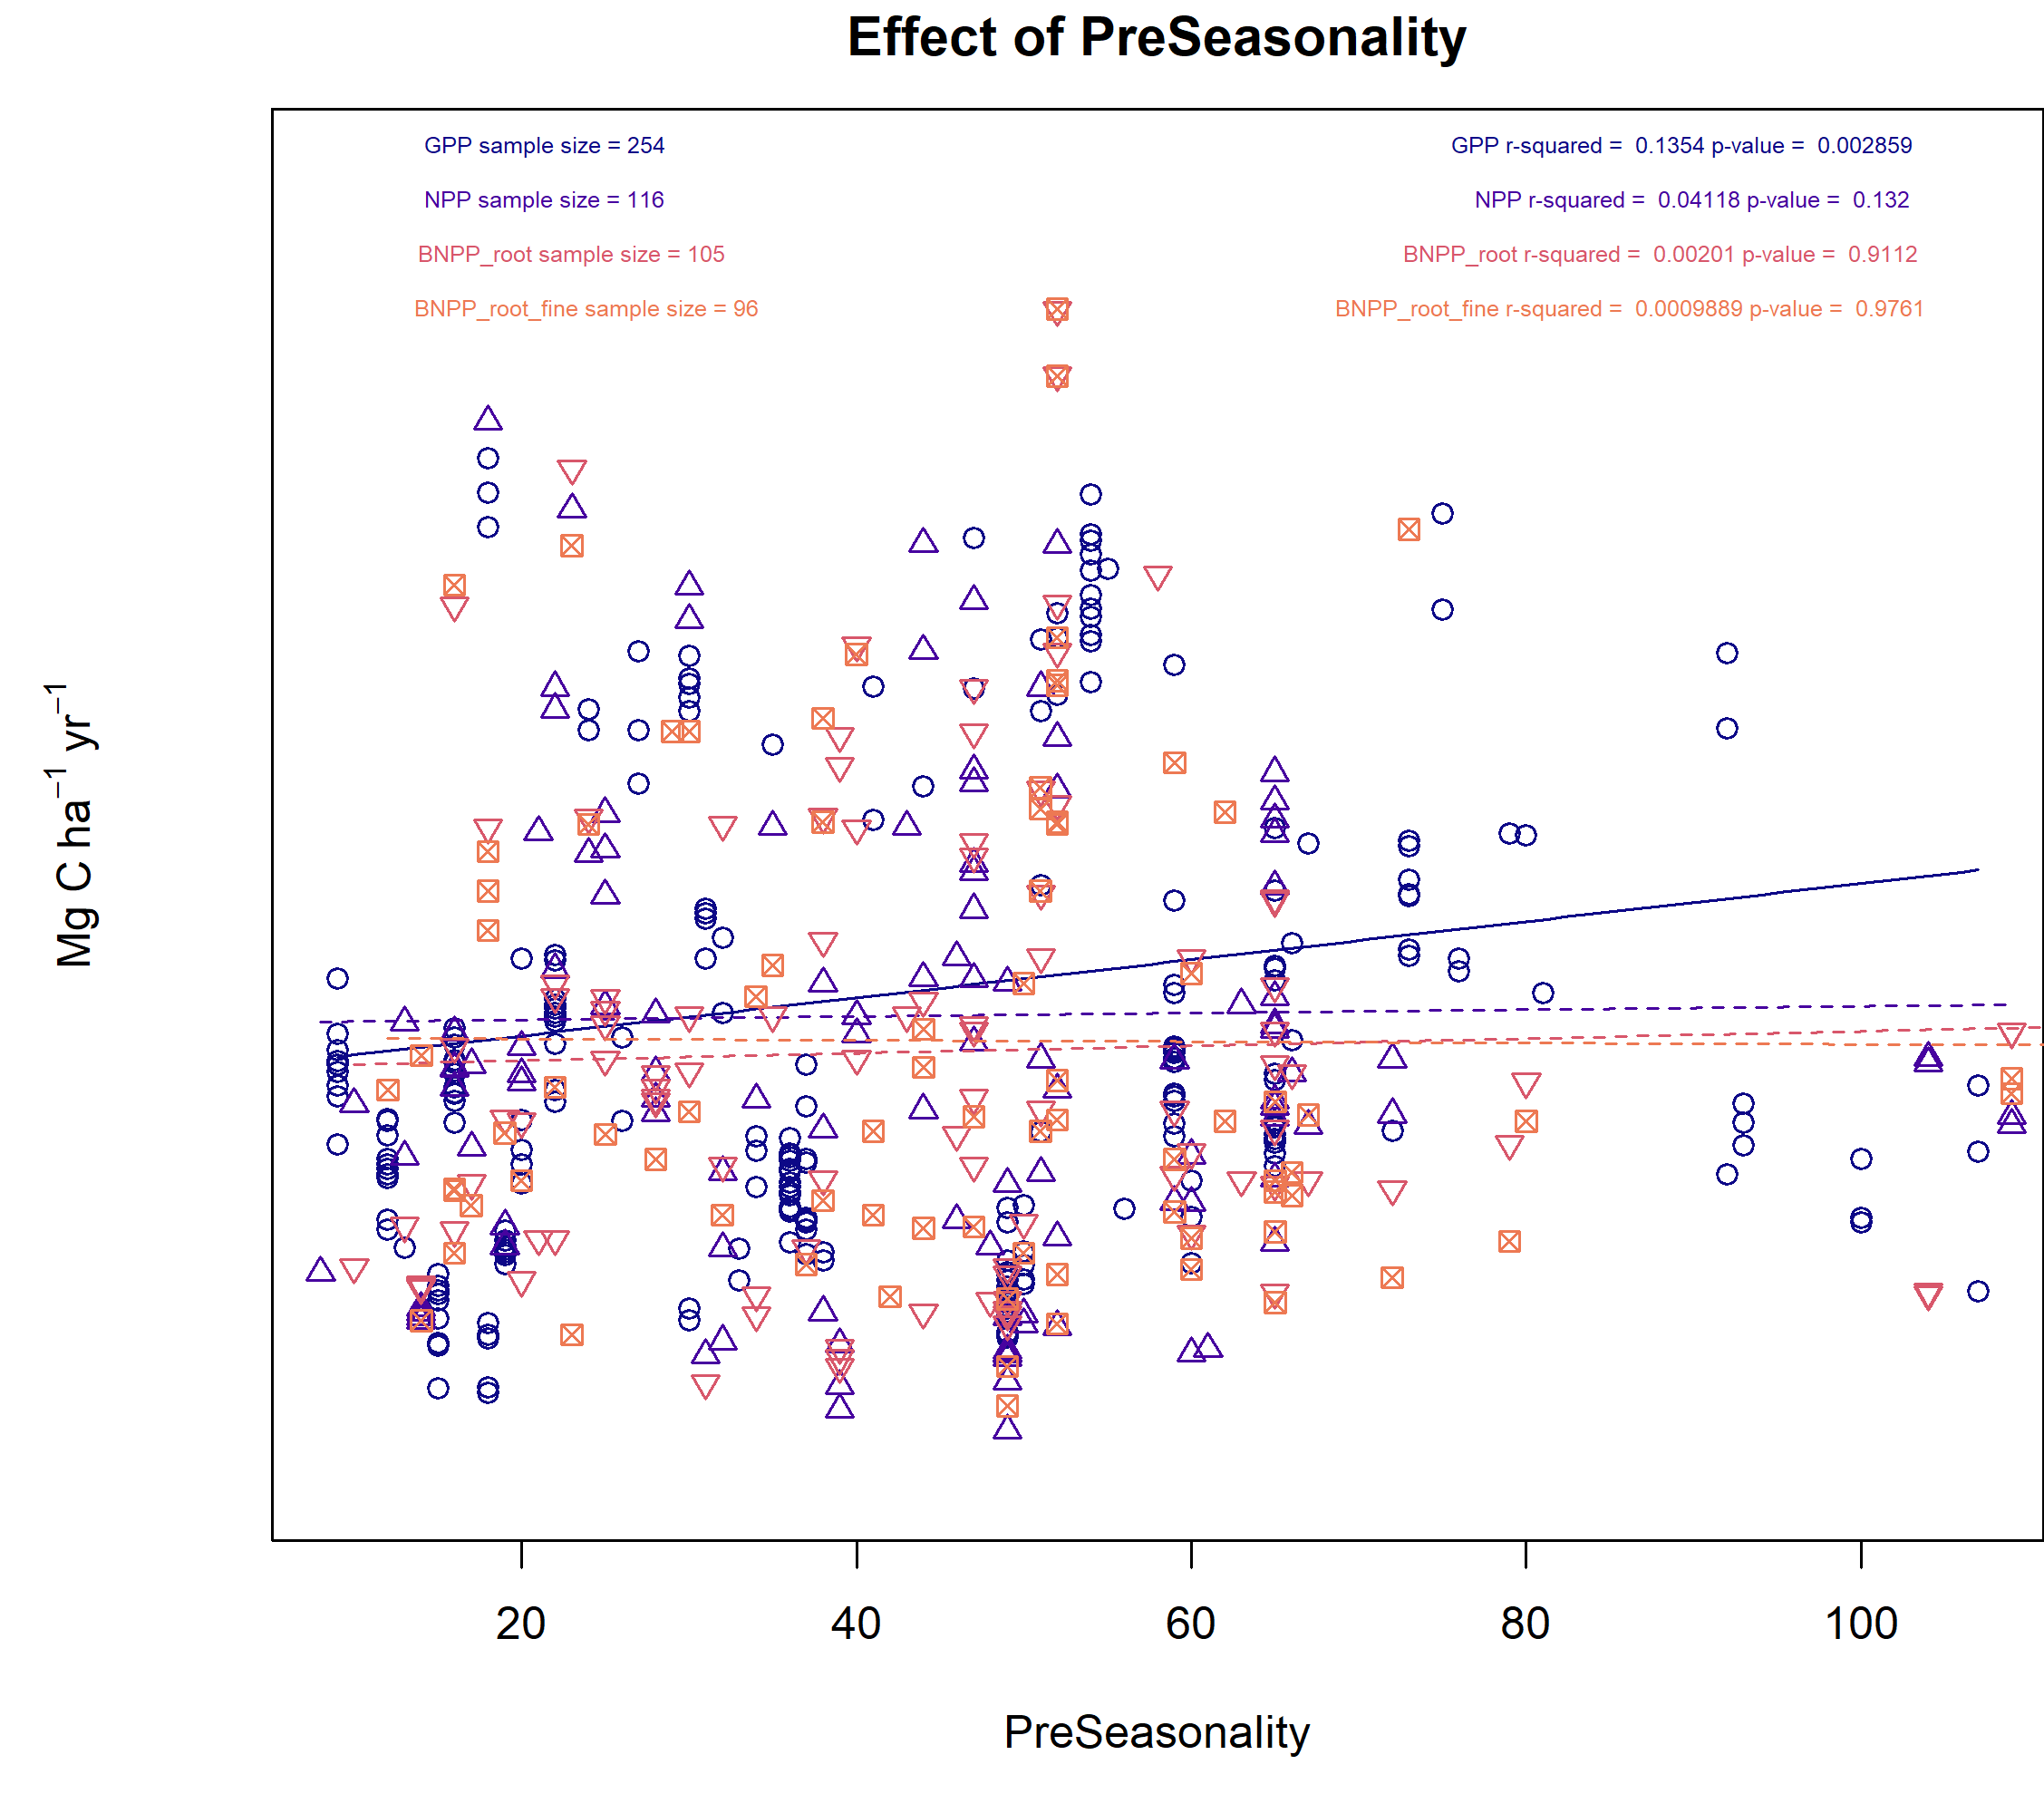 Effect of PreSeasonality
GPP sample size = 254
GPP r-squared = 0.1354 p-value = 0.002859
NPP sample size = 116
NPP r-squared = 0.04118 p-value = 0.132
BNPP_root sample size = 105
BNPP_root r-squared = 0.00201 p-value = 0.9112
BNPP_root_fine sample size = 96
BNPP_root_fine r-squared = 0.0009889 p-value = 0.9761
Mg C ha⁻¹ yr⁻¹
20 40 60 80 100
PreSeasonality